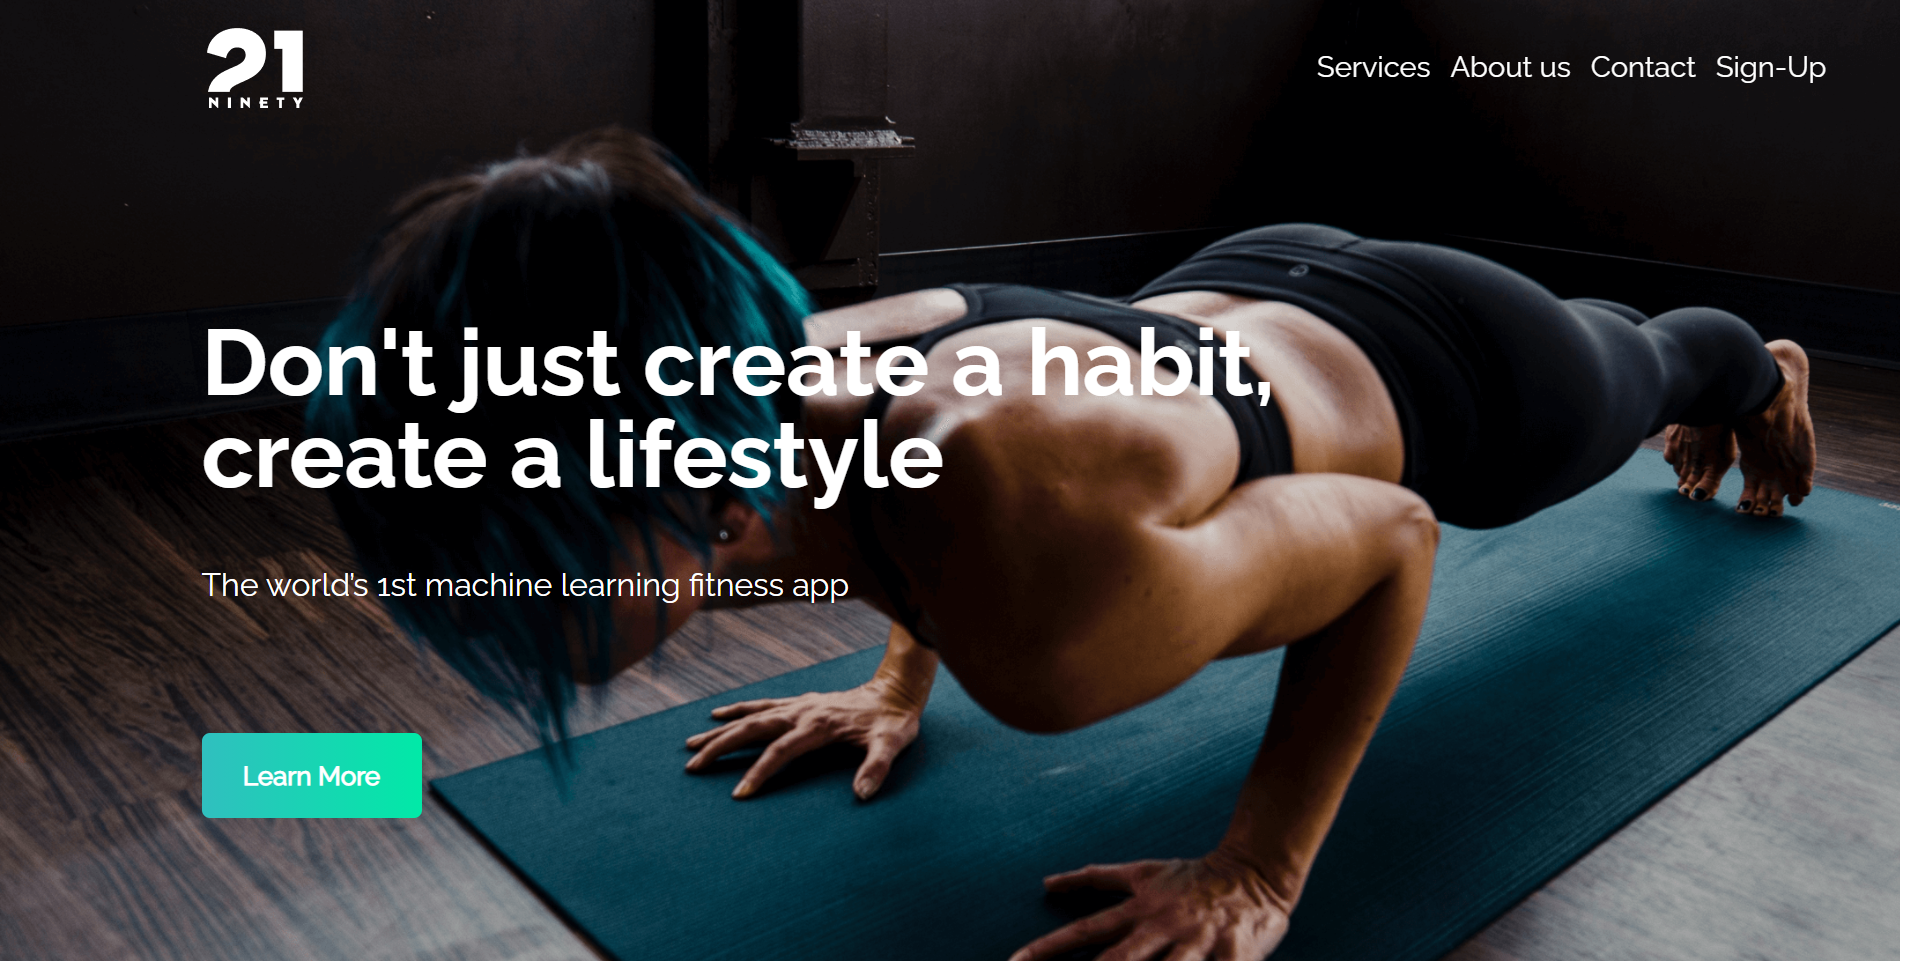 21
NINETY
Services About us Contact Sign-Up
Don't just create a habit,
create a lifestyle
The world's 1st machine learning fitness app
Learn More